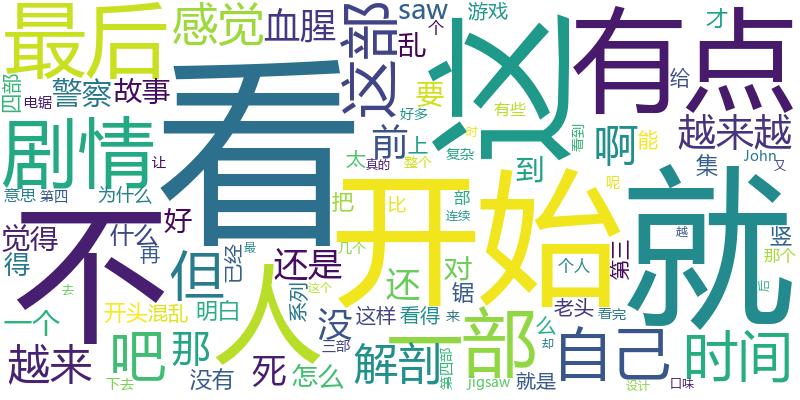 最后
感觉
血腥
这部
saw
乱
个
游戏
才
这
有点
给
四部
电锯
警察
故事
好多
要
有些
看
剧情
让
前
上
复杂
看到
时
啊
能
越来越
集
John
又
意思
第四
为什么
太
真的
整个
到
不
开始
就
觉得
什么
好
把
比
部
连续
呢
越
得
再
但
已经
人
最
还是
几个
还
对
锯
个人
第三
竖
那个
后
去
系列
这个
开头混乱
明白
一个
没
这样
看得
来
么
老头
看完
却
吧
那
三部
一部
自己
时间
越来
下去
没有
死
怎么
解剖
第四部
jigsaw
就是
设计
口味